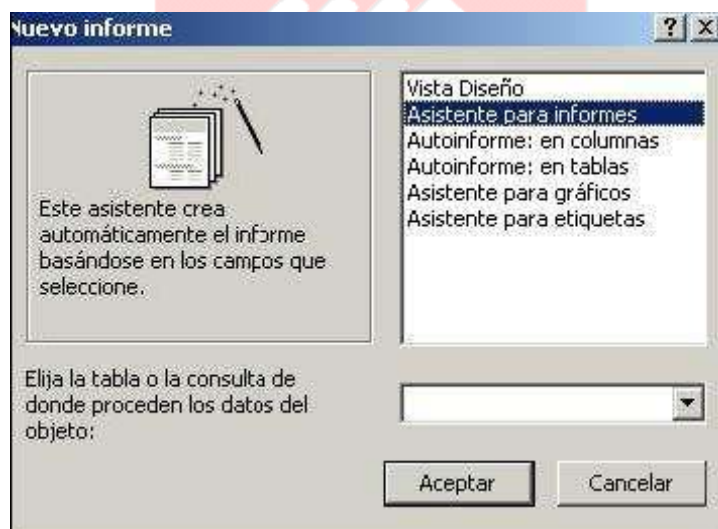 Nuevo informe
Este asistente crea
automáticamente el informe
basándose en los campos que
seleccione.
Vista Diseño
Asistente para informes
Autoinforme: en columnas
Autoinforme: en tablas
Asistente para gráficos
Asistente para etiquetas
Elija la tabla o la consulta de
donde proceden los datos del
objeto:
Aceptar
Cancelar